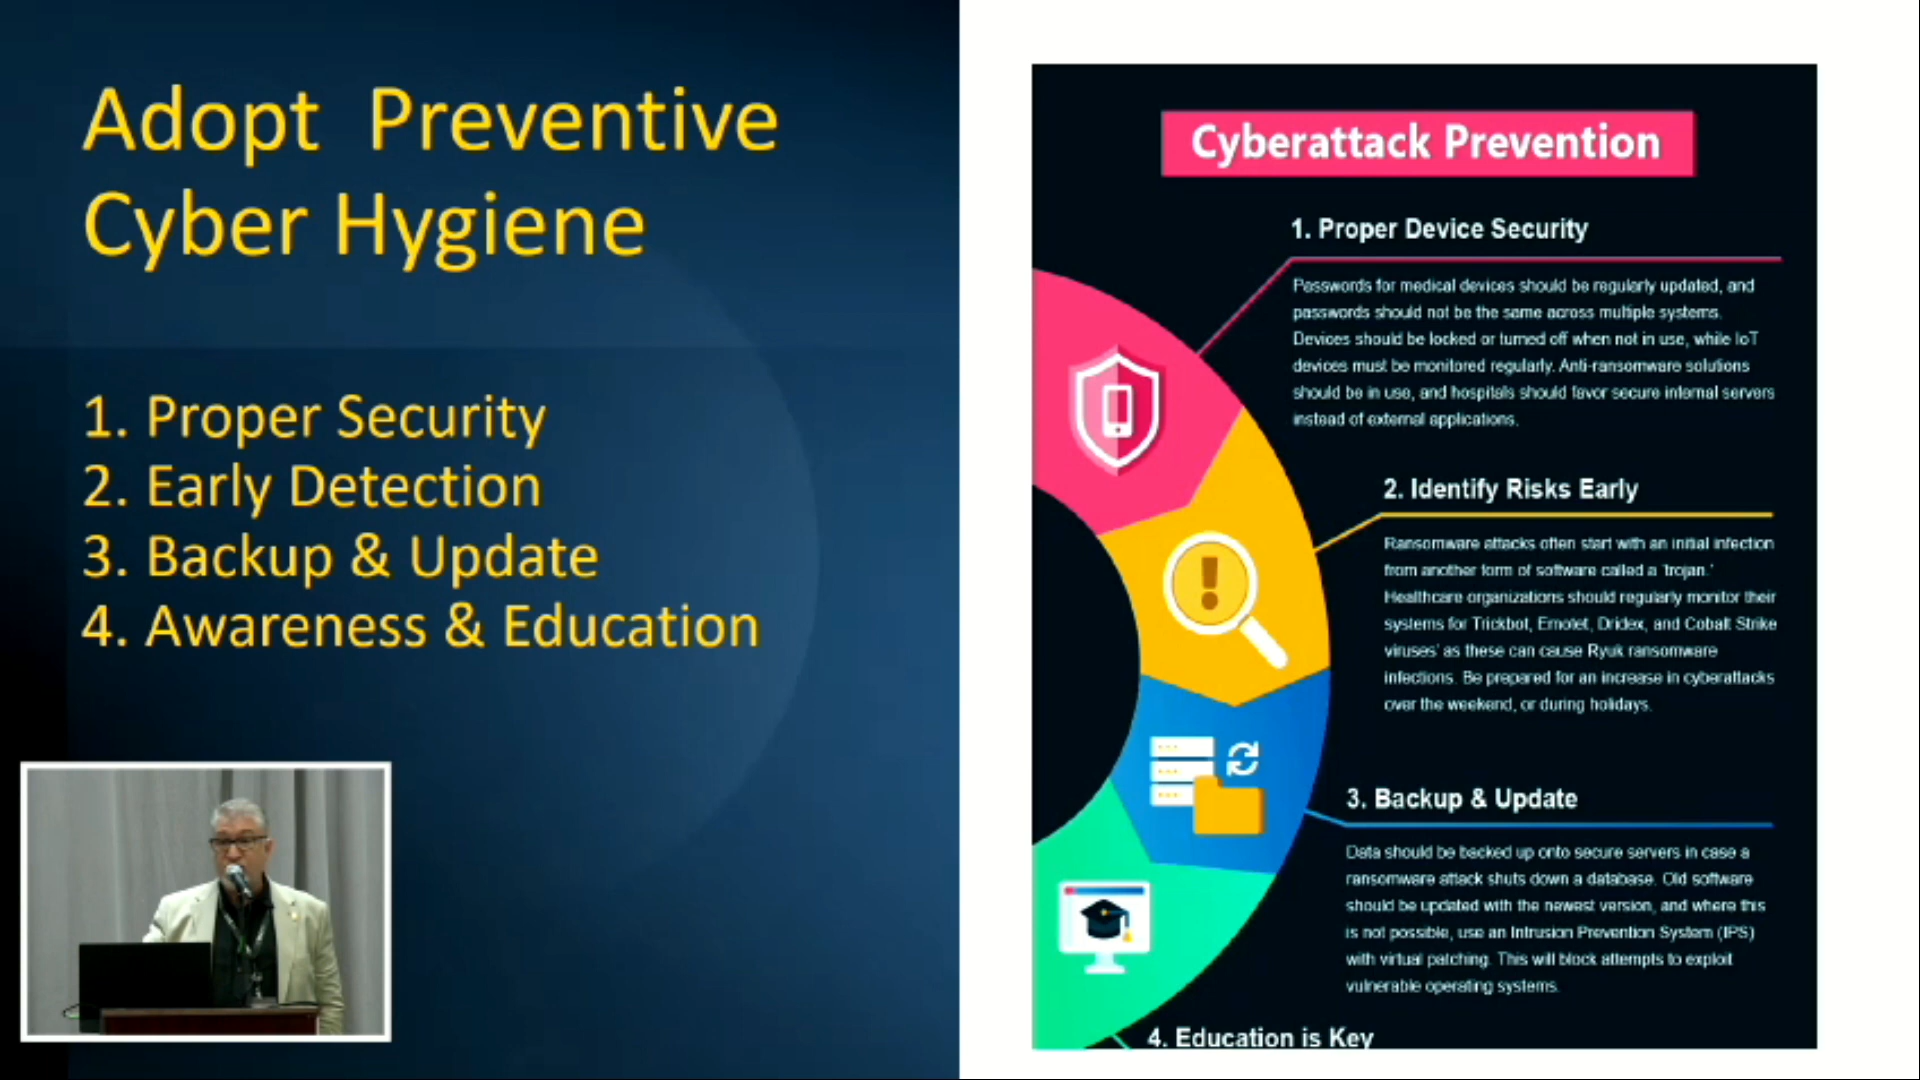 Adopt Preventive
Cyber Hygiene
1. Proper Security
2. Early Detection
3. Backup & Update
4. Awareness & Education
Cyberattack Prevention
1. Proper Device Security
Passwords for medical devices should be regularly updated, and
passwords should not be the same across multiple systems.
Devices should be locked or turned off when not in use, while IoT
devices must be monitored regularly. Anti-ransomware solutions
should be in use, and hospitals should favor secure internal servers
instead of external applications.
2. Identify Risks Early
Ransomware attacks often start with an initial infection
from another form of software called a 'trojan.'
Healthcare organizations should regularly monitor their
systems for Trickbot, Emotet, Dridex, and Cobalt Strike
viruses' as these can cause Ryuk ransomware
infections. Be prepared for an increase in cyberattacks
over the weekend, or during holidays.
3. Backup & Update
Data should be backed up onto secure servers in case a
ransomware attack shuts down a database. Old software
should be updated with the newest version, and where this
is not possible, use an Intrusion Prevention System (IPS)
with virtual patching. This will block attempts to exploit
vulnerable operating systems.
4. Education is Key